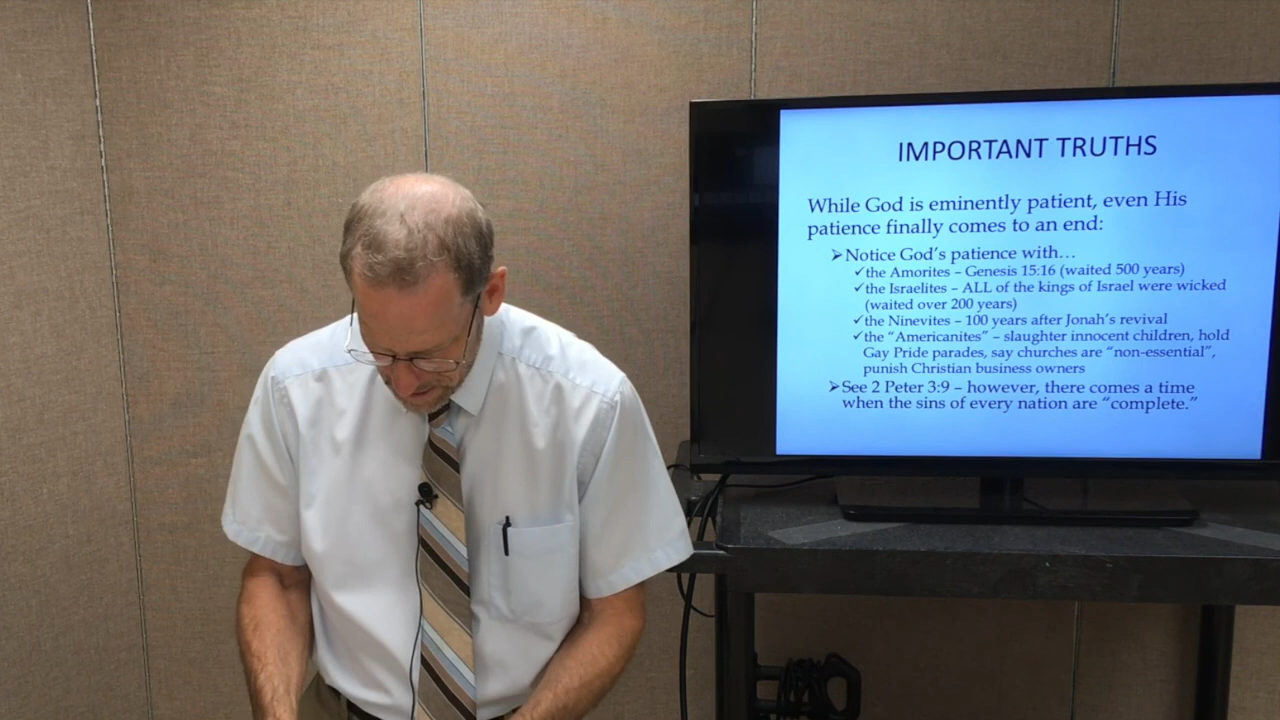 IMPORTANT TRUTHS
While God is eminently patient, even His
patience finally comes to an end:
➢Notice God's patience with…
✓the Amorites – Genesis 15:16 (waited 500 years)
✓the Israelites – ALL of the kings of Israel were wicked
(waited over 200 years)
✓the Ninevites – 100 years after Jonah's revival
✓the "Americanites" – slaughter innocent children, hold
Gay Pride parades, say churches are "non-essential",
punish Christian business owners
➢See 2 Peter 3:9 – however, there comes a time
when the sins of every nation are "complete."